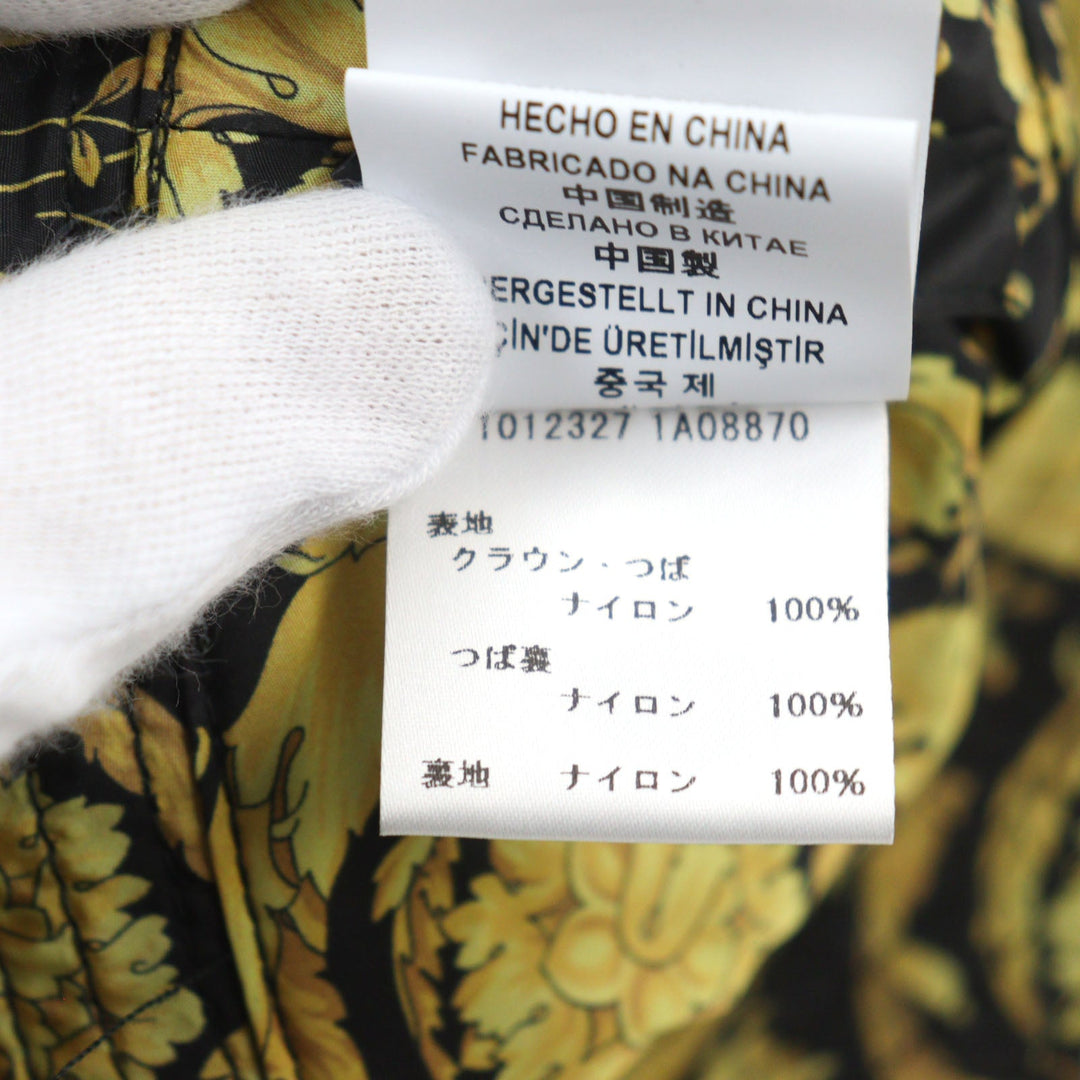 HECHO EN CHINA
FABRICADO NA CHINA
中国制造
СДЕЛАНО В КИТАЕ
中国製
ERGESTELLT IN CHINA
ÇİN'DE ÜRETİLMİŞTİR
중국 제
1012327 1A08870
表地
クラウン・つば
ナイロン 100%
つば裏
ナイロン 100%
裏地 ナイロン 100%